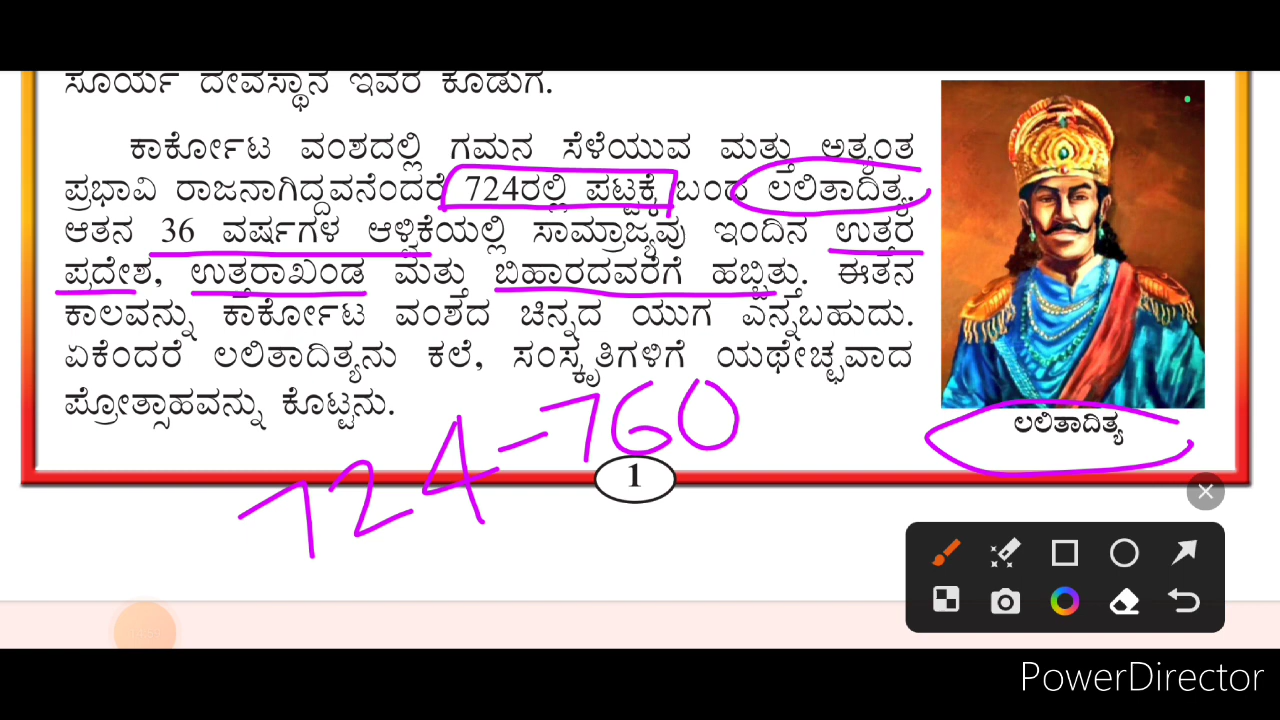 ಸೂರ್ಯ ದೇವಸ್ಥಾನ ಇವರ ಕೂಡುಗೆ.
ಕಾರ್ಕೋಟ ವಂಶದಲ್ಲಿ ಗಮನ ಸೆಳೆಯುವ ಮತ್ತು ಅತ್ಯಂತ
ಪ್ರಭಾವಿ ರಾಜನಾಗಿದ್ದವನೆಂದರೆ 724ರಲ್ಲಿ ಪಟ್ಟಕ್ಕೆ ಬಂದ ಲಲಿತಾದಿತ್ಯ.
ಆತನ 36 ವರ್ಷಗಳ ಆಳ್ವಿಕೆಯಲ್ಲಿ ಸಾಮ್ರಾಜ್ಯವು ಇಂದಿನ ಉತ್ತರ
ಪ್ರದೇಶ, ಉತ್ತರಾಖಂಡ ಮತ್ತು ಬಿಹಾರದವರೆಗೆ ಹಬ್ಬಿತ್ತು. ಈತನ
ಕಾಲವನ್ನು ಕಾರ್ಕೋಟ ವಂಶದ ಚಿನ್ನದ ಯುಗ ಎನ್ನಬಹುದು.
ಏಕೆಂದರೆ ಲಲಿತಾದಿತ್ಯನು ಕಲೆ, ಸಂಸ್ಕೃತಿಗಳಿಗೆ ಯಥೇಚ್ಛವಾದ
ಪ್ರೋತ್ಸಾಹವನ್ನು ಕೊಟ್ಟನು.
ಲಲಿತಾದಿತ್ಯ
724-760
1
PowerDirector